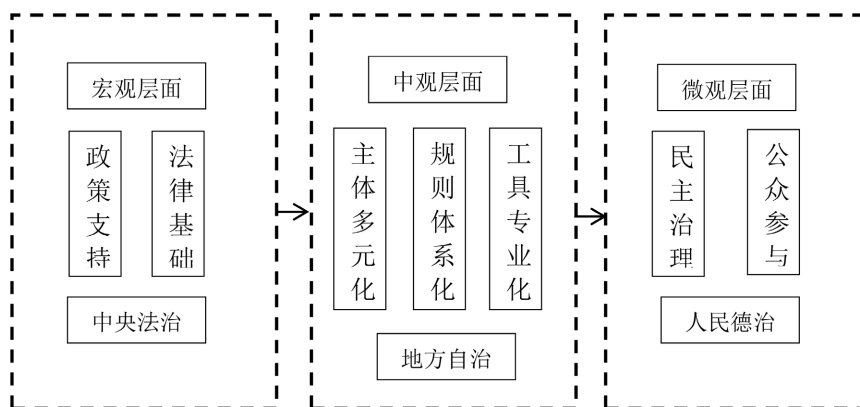 宏观层面
政策支持
法律基础
中央法治
中观层面
主体多元化
规则体系化
工具专业化
地方自治
微观层面
民主治理
公众参与
人民德治